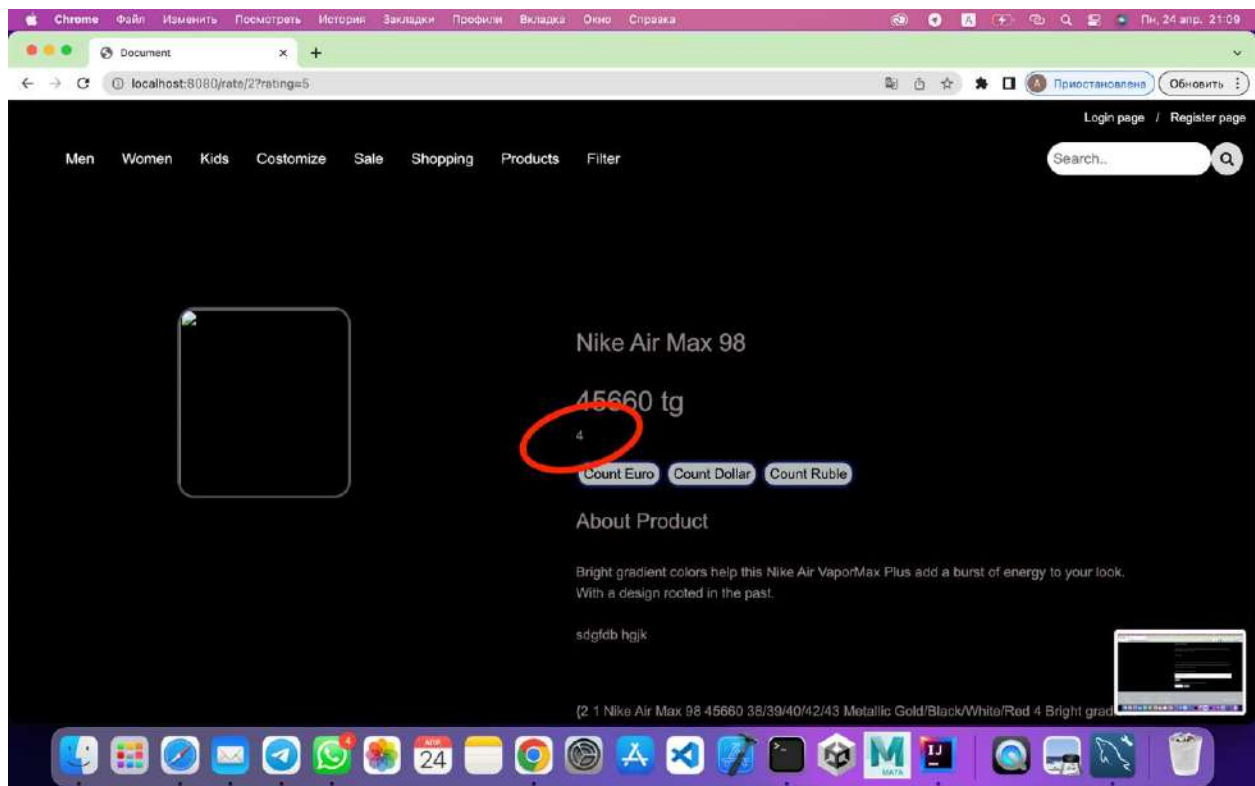 Chrome Файл Изменить Посмотреть История Закладки Профили Вкладка Окно Справка Пн, 24 апр. 21:09
Document
localhost:8080/rate/2?rating=5 Приостановлена Обновить
Login page / Register page
Men Women Kids Costomize Sale Shopping Products Filter Search..
Nike Air Max 98
45660 tg
4
Count Euro Count Dollar Count Ruble
About Product
Bright gradient colors help this Nike Air VaporMax Plus add a burst of energy to your look.
With a design rooted in the past.
sdgfdb hgjk
{2 1 Nike Air Max 98 45660 38/39/40/42/43 Metallic Gold/Black/White/Red 4 Bright grad
4
АПР
24
MAYA
IJ